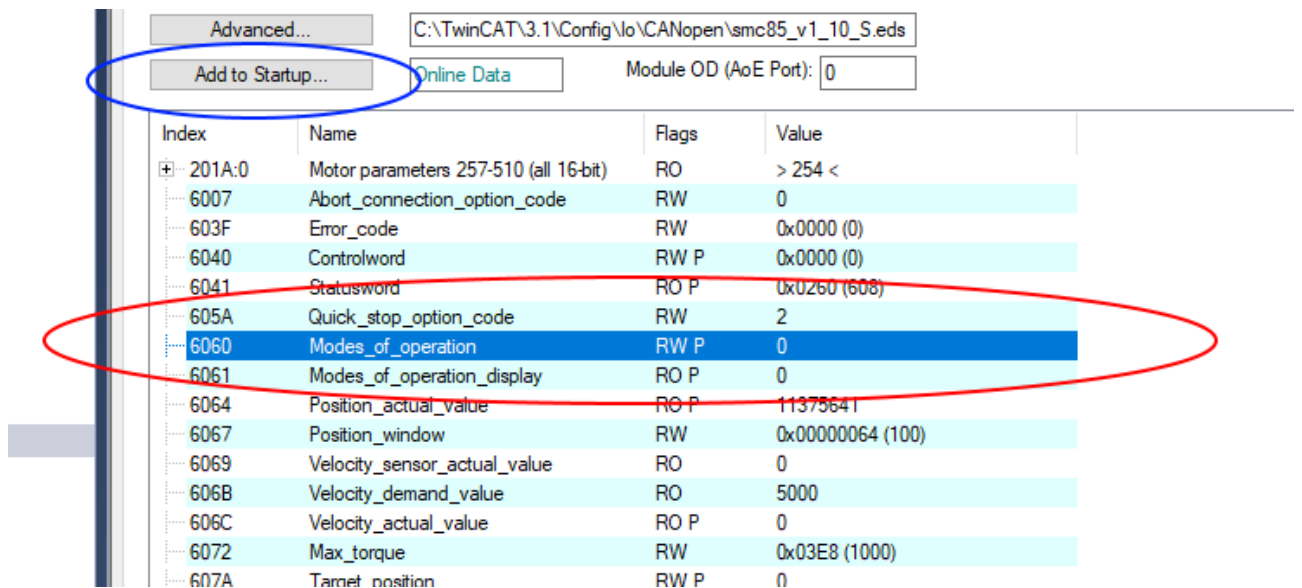 Advanced... C:\TwinCAT\3.1\Config\Io\CANopen\smc85_v1_10_S.eds
Add to Startup... Online Data Module OD (AoE Port): 0
Index Name Flags Value
201A:0 Motor parameters 257-510 (all 16-bit) RO > 254 <
6007 Abort_connection_option_code RW 0
603F Error_code RW 0x0000 (0)
6040 Controlword RW P 0x0000 (0)
6041 Statusword RO P 0x0260 (608)
605A Quick_stop_option_code RW 2
6060 Modes_of_operation RW P 0
6061 Modes_of_operation_display RO P 0
6064 Position_actual_value RO P 11375641
6067 Position_window RW 0x00000064 (100)
6069 Velocity_sensor_actual_value RO 0
606B Velocity_demand_value RO 5000
606C Velocity_actual_value RO P 0
6072 Max_torque RW 0x03E8 (1000)
607A Target_position RW P 0